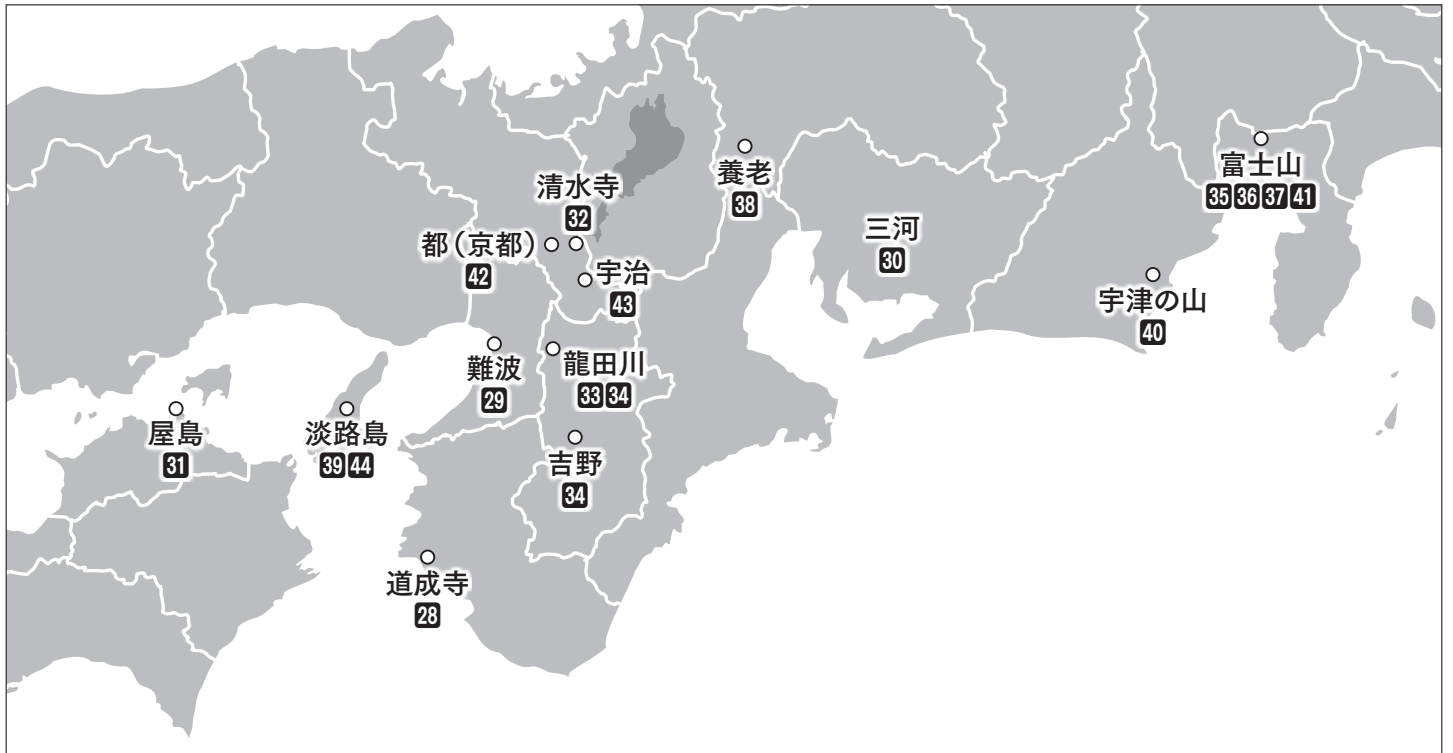 養老
38
富士山
35 36 37 41
清水寺
32
都（京都）
42
三河
30
宇治
43
宇津の山
40
難波
29
龍田川
33 34
屋島
31
淡路島
39 44
吉野
34
道成寺
28